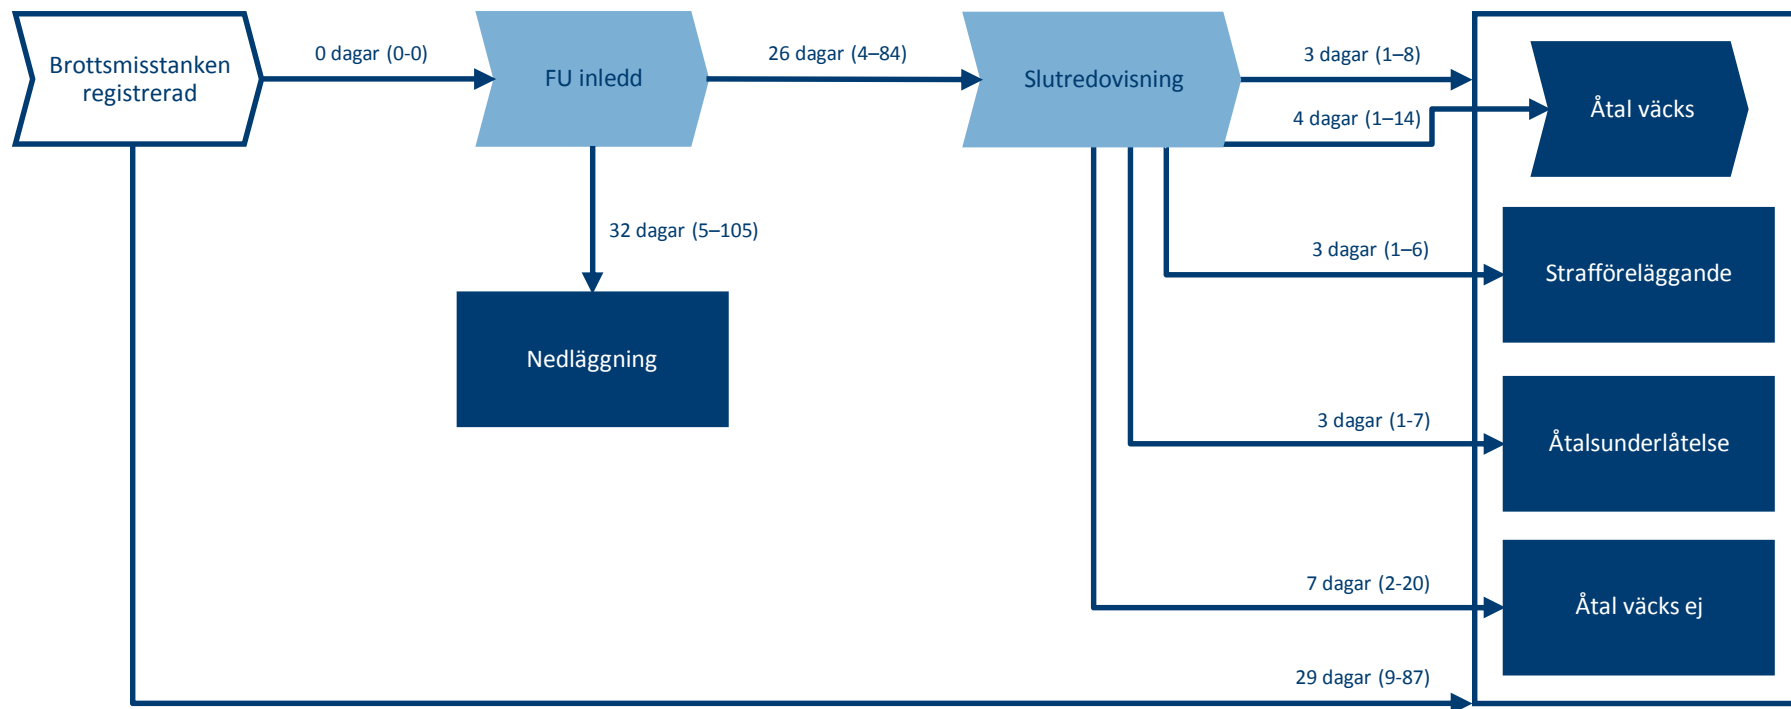 Brottsmisstanken
registrerad
0 dagar (0-0)
FU inledd
26 dagar (4–84)
Slutredovisning
3 dagar (1–8)
4 dagar (1–14)
Åtal väcks
32 dagar (5–105)
Nedläggning
3 dagar (1–6)
Strafföreläggande
3 dagar (1-7)
Åtalsunderlåtelse
7 dagar (2-20)
Åtal väcks ej
29 dagar (9-87)